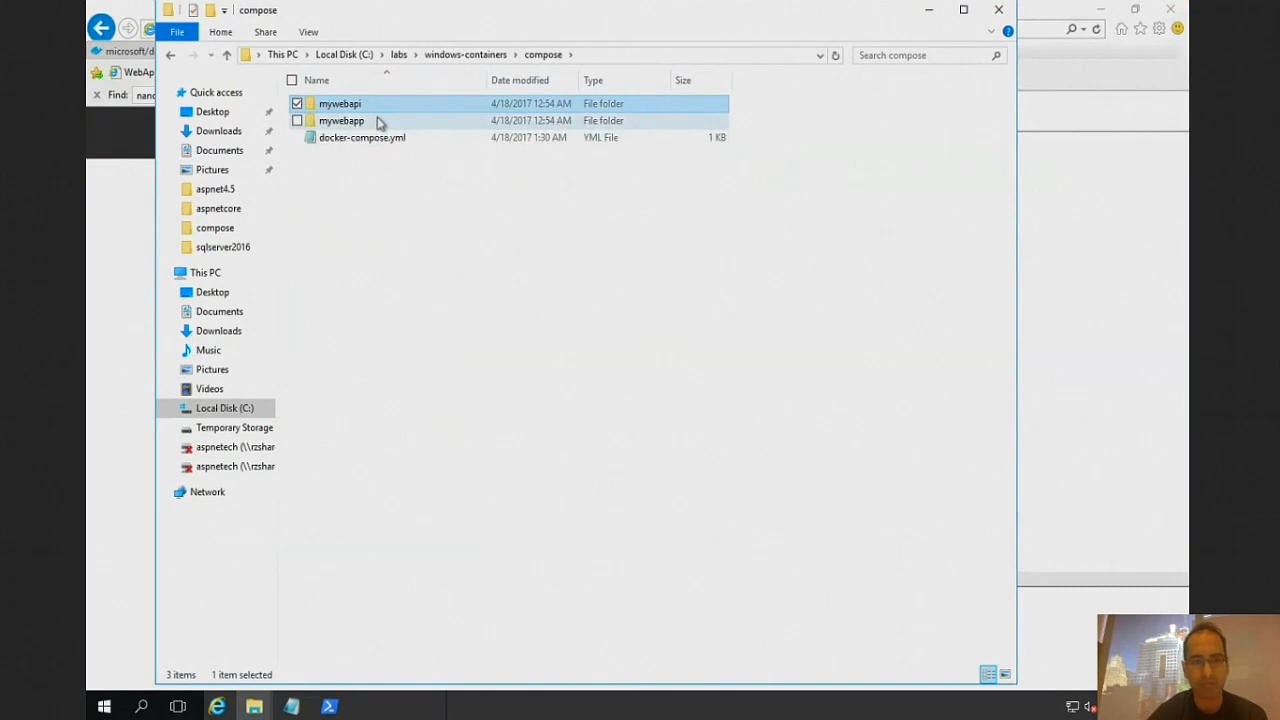 compose
File
Home
Share
View
This PC
Local Disk (C:)
labs
windows-containers
compose
Search compose
microsoft/d
WebAp
Find: nano
Name
Date modified
Type
Size
mywebapi
4/18/2017 12:54 AM
File folder
mywebapp
4/18/2017 12:54 AM
File folder
docker-compose.yml
4/18/2017 1:30 AM
YML File
1 KB
Quick access
Desktop
Downloads
Documents
Pictures
aspnet4.5
aspnetcore
compose
sqlserver2016
This PC
Desktop
Documents
Downloads
Music
Pictures
Videos
Local Disk (C:)
Temporary Storage
aspnetech (\\rzshar
aspnetech (\\rzshar
Network
3 items
1 item selected